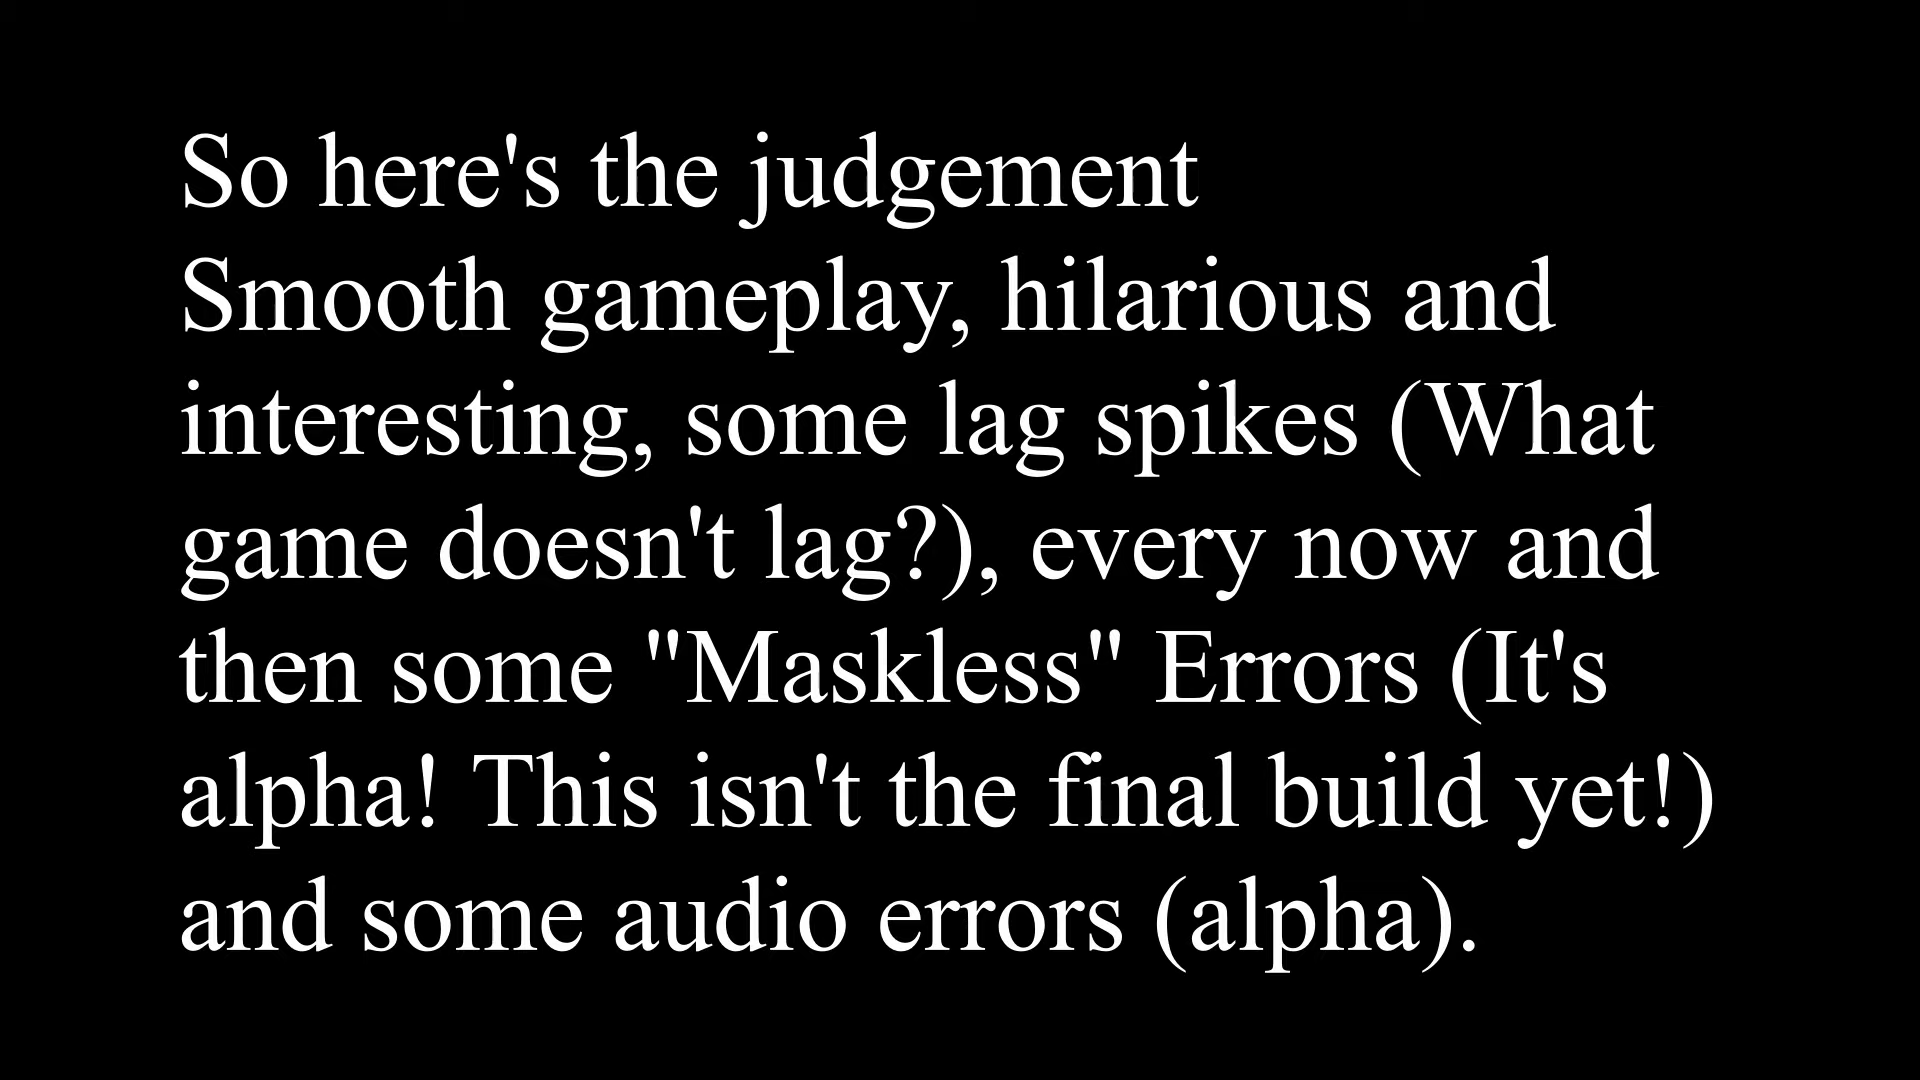 So here's the judgement
Smooth gameplay, hilarious and
interesting, some lag spikes (What
game doesn't lag?), every now and
then some "Maskless" Errors (It's
alpha! This isn't the final build yet!)
and some audio errors (alpha).